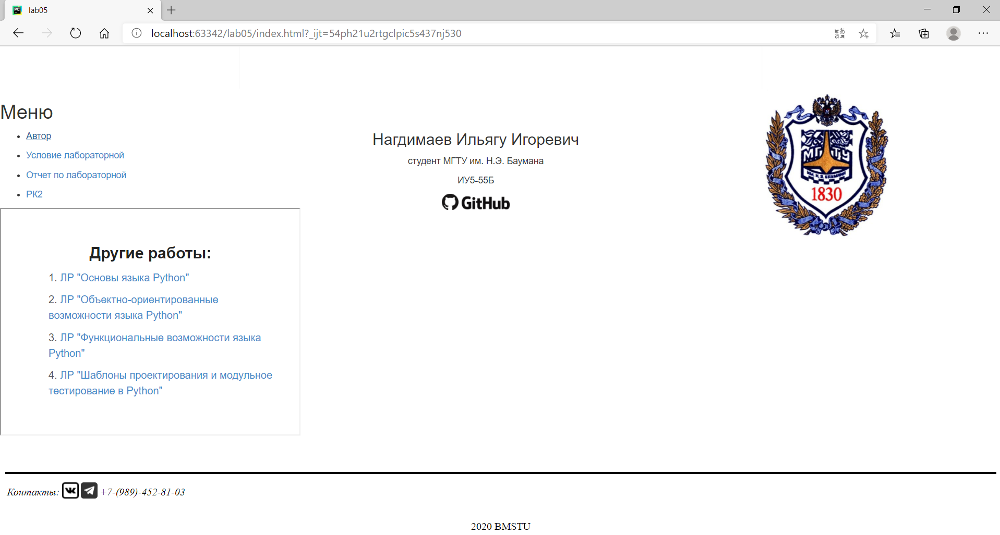 lab05
localhost:63342/lab05/index.html?_ijt=54ph21u2rtgclpic5s437nj530
Меню
Автор
Условие лабораторной
Отчет по лабораторной
РК2
Нагдимаев Ильягу Игоревич
студент МГТУ им. Н.Э. Баумана
ИУ5-55Б
GitHub
МГТУ
ИМ. Н. Э. БАУМАНА
1830
Другие работы:
1. ЛР "Основы языка Python"
2. ЛР "Объектно-ориентированные
возможности языка Python"
3. ЛР "Функциональные возможности языка
Python"
4. ЛР "Шаблоны проектирования и модульное
тестирование в Python"
Контакты: +7-(989)-452-81-03
2020 BMSTU